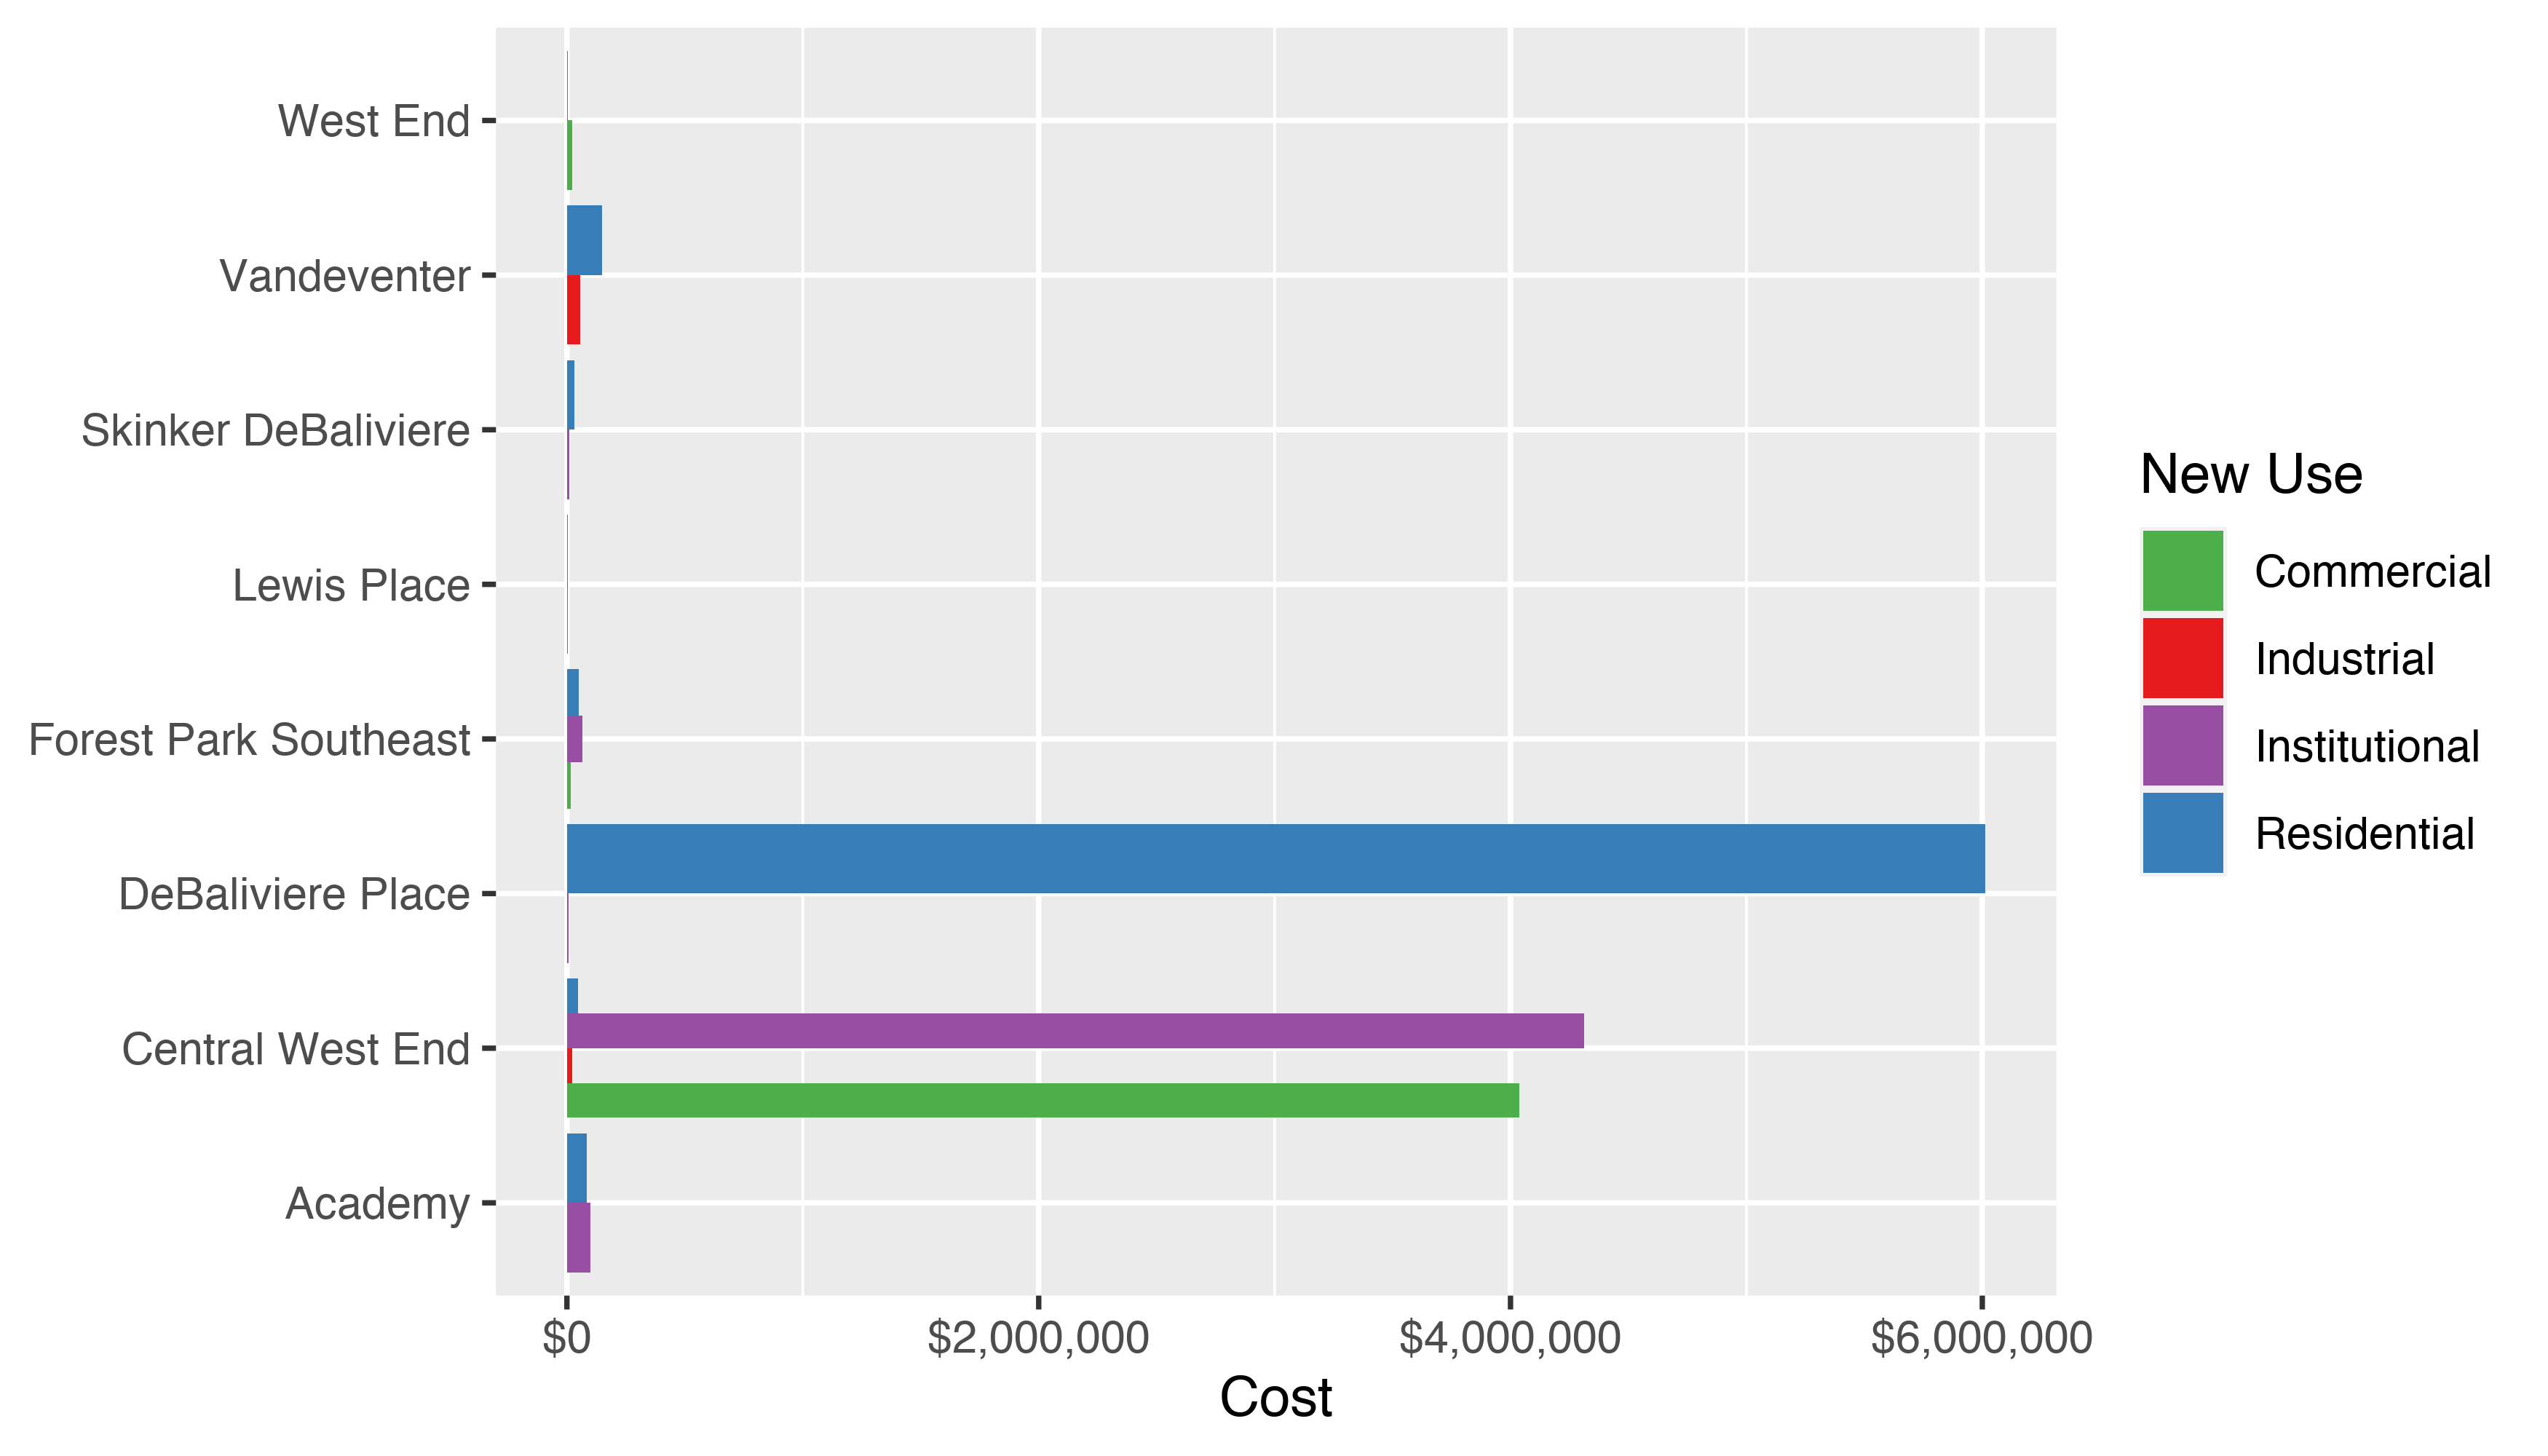 West End
Vandeventer
Skinker DeBaliviere
Lewis Place
Forest Park Southeast
DeBaliviere Place
Central West End
Academy
$0
$2,000,000
$4,000,000
$6,000,000
Cost
New Use
Commercial
Industrial
Institutional
Residential